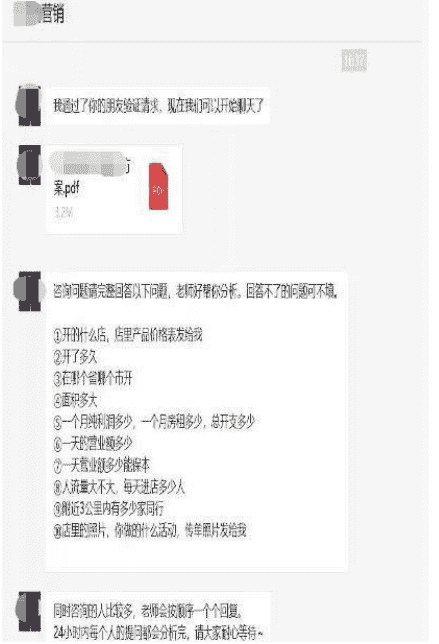 营销
16:17
我通过了你的朋友验证请求，现在我们可以开始聊天了
案.pdf
3.2M
咨询问题请完整回答以下问题，老师好帮你分析。回答不了的问题可不填。
①开的什么店，店里产品价格表发给我
②开了多久
③在哪个省哪个市开
④面积多大
⑤一个月纯利润多少，一个月房租多少，总开支多少
⑥一天的营业额多少
⑦一天营业额多少能保本
⑧人流量大不大，每天进店多少人
⑨附近3公里内有多少家同行
⑩店里的照片，你做的什么活动，传单照片发给我
同时咨询的人比较多，老师会按顺序一个个回复。
24小时内每个人的提问都会分析完，请大家耐心等待~